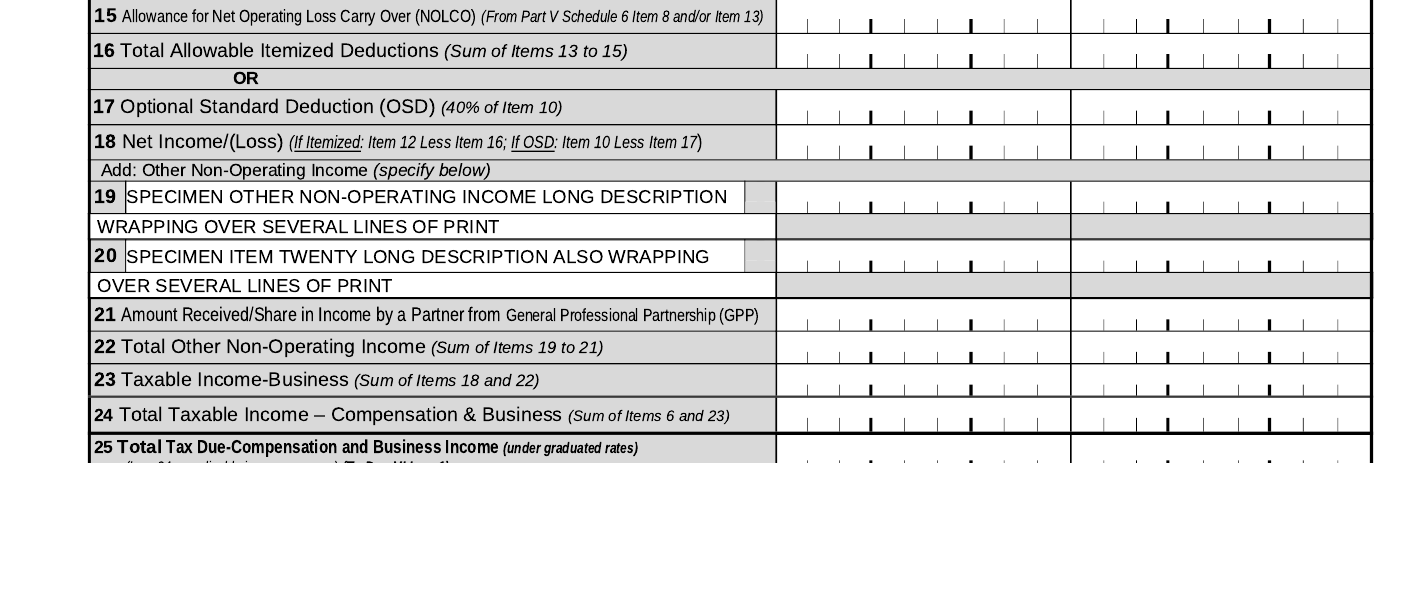 15 Allowance for Net Operating Loss Carry Over (NOLCO) (From Part V Schedule 6 Item 8 and/or Item 13)
16 Total Allowable Itemized Deductions (Sum of Items 13 to 15)
OR
17 Optional Standard Deduction (OSD) (40% of Item 10)
18 Net Income/(Loss) (If Itemized: Item 12 Less Item 16; If OSD: Item 10 Less Item 17)
Add: Other Non-Operating Income (specify below)
19 SPECIMEN OTHER NON-OPERATING INCOME LONG DESCRIPTION
WRAPPING OVER SEVERAL LINES OF PRINT
20 SPECIMEN ITEM TWENTY LONG DESCRIPTION ALSO WRAPPING
OVER SEVERAL LINES OF PRINT
21 Amount Received/Share in Income by a Partner from General Professional Partnership (GPP)
22 Total Other Non-Operating Income (Sum of Items 19 to 21)
23 Taxable Income-Business (Sum of Items 18 and 22)
24 Total Taxable Income – Compensation & Business (Sum of Items 6 and 23)
25 Total Tax Due-Compensation and Business Income (under graduated rates)